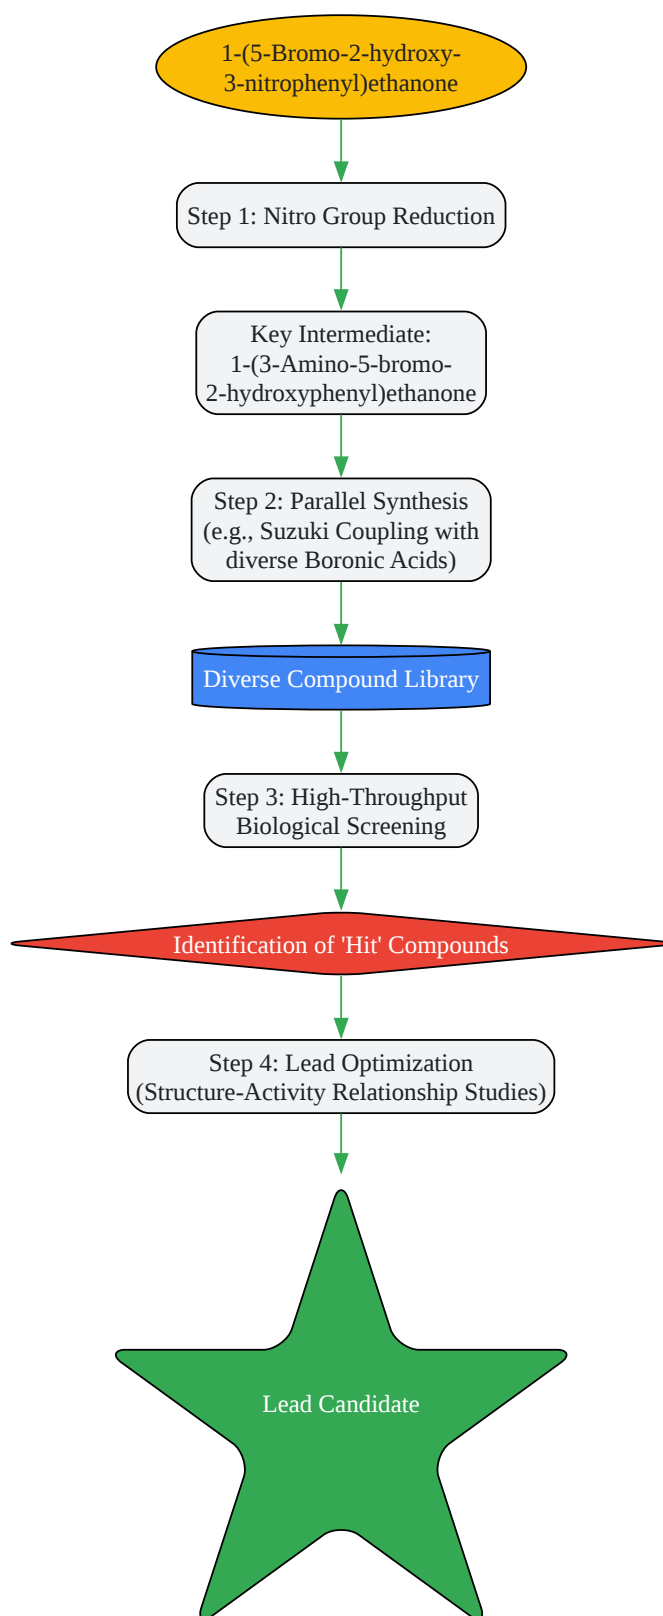 1-(5-Bromo-2-hydroxy-
3-nitrophenyl)ethanone
Step 1: Nitro Group Reduction
Key Intermediate:
1-(3-Amino-5-bromo-
2-hydroxyphenyl)ethanone
Step 2: Parallel Synthesis
(e.g., Suzuki Coupling with
diverse Boronic Acids)
Diverse Compound Library
Step 3: High-Throughput
Biological Screening
Identification of 'Hit' Compounds
Step 4: Lead Optimization
(Structure-Activity Relationship Studies)
Lead Candidate